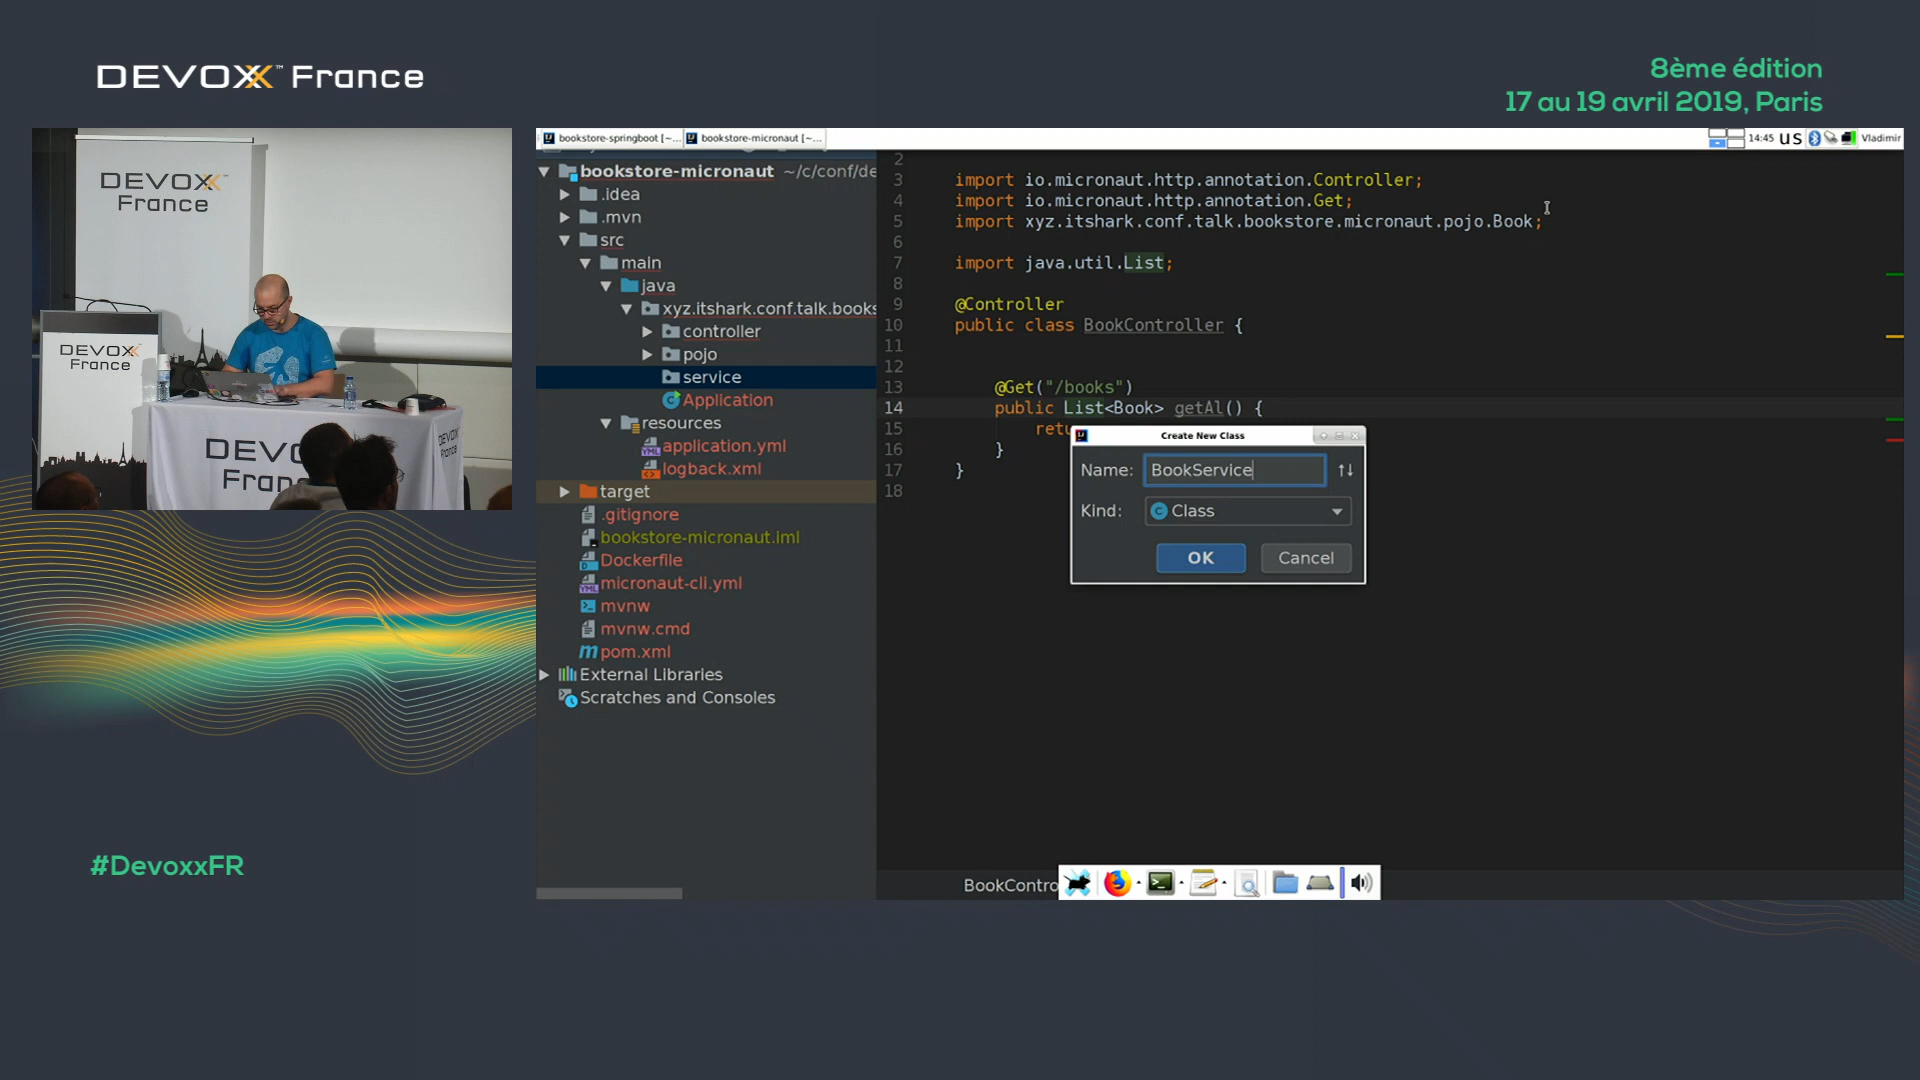 DEVOXX™ France
8ème édition
17 au 19 avril 2019, Paris
DEVOXX™
France
DEVOXX
France
DEVO
Fran
DEVOXX
France
bookstore-springboot [~...
bookstore-micronaut [~...
14:45 us Vladimir
bookstore-micronaut ~/c/conf/de
.idea
.mvn
src
main
java
xyz.itshark.conf.talk.books
controller
pojo
service
Application
resources
application.yml
logback.xml
target
.gitignore
bookstore-micronaut.iml
Dockerfile
micronaut-cli.yml
mvnw
mvnw.cmd
pom.xml
External Libraries
Scratches and Consoles
2
3 import io.micronaut.http.annotation.Controller;
4 import io.micronaut.http.annotation.Get;
5 import xyz.itshark.conf.talk.bookstore.micronaut.pojo.Book;
6
7 import java.util.List;
8
9 @Controller
10 public class BookController {
11
12
13 @Get("/books")
14 public List<Book> getAl() {
15 retu
16 }
17 }
18
Create New Class
Name: BookService
Kind: Class
OK Cancel
BookContro
#DevoxxFR